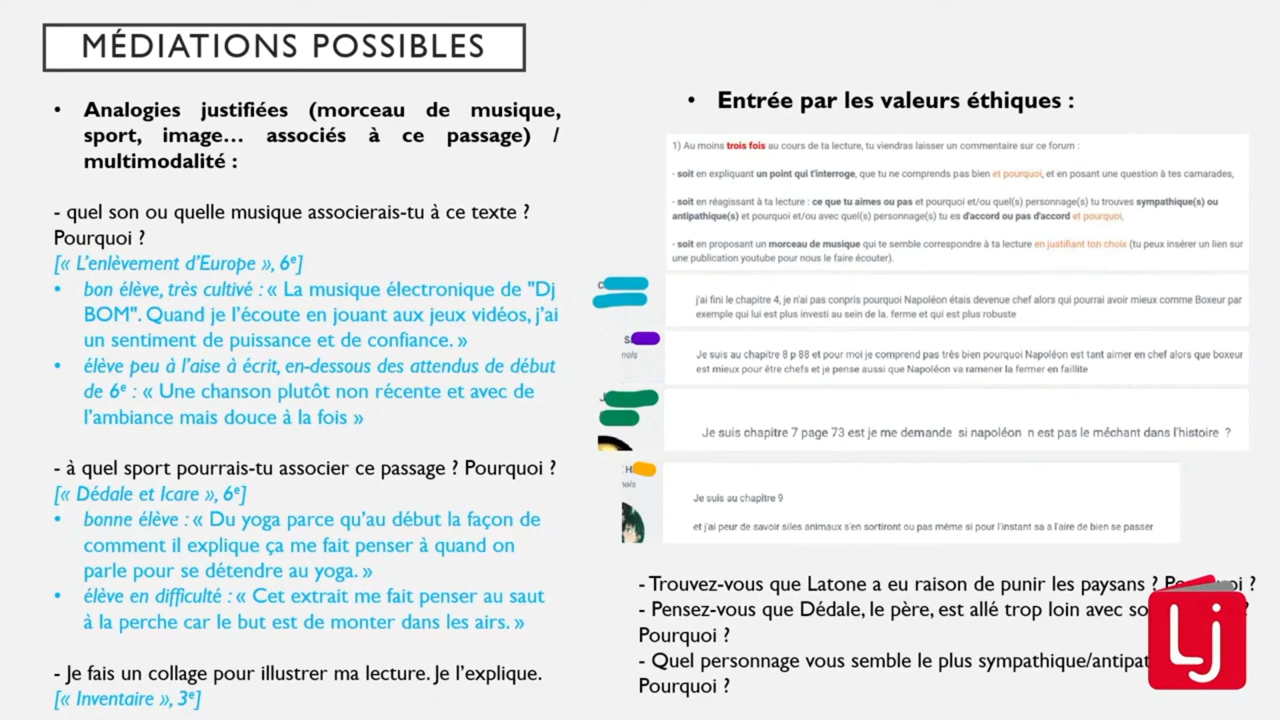 MÉDIATIONS POSSIBLES
• Analogies justifiées (morceau de musique,
sport, image… associés à ce passage) /
multimodalité :
- quel son ou quelle musique associerais-tu à ce texte ?
Pourquoi ?
[« L'enlèvement d'Europe », 6e]
• bon élève, très cultivé : « La musique électronique de "Dj
BOM". Quand je l'écoute en jouant aux jeux vidéos, j'ai
un sentiment de puissance et de confiance. »
• élève peu à l'aise à écrit, en-dessous des attendus de début
de 6e : « Une chanson plutôt non récente et avec de
l'ambiance mais douce à la fois »
- à quel sport pourrais-tu associer ce passage ? Pourquoi ?
[« Dédale et Icare », 6e]
• bonne élève : « Du yoga parce qu'au début la façon de
comment il explique ça me fait penser à quand on
parle pour se détendre au yoga. »
• élève en difficulté : « Cet extrait me fait penser au saut
à la perche car le but est de monter dans les airs. »
- Je fais un collage pour illustrer ma lecture. Je l'explique.
[« Inventaire », 3e]
• Entrée par les valeurs éthiques :
1) Au moins trois fois au cours de ta lecture, tu viendras laisser un commentaire sur ce forum :
- soit en expliquant un point qui t'interroge, que tu ne comprends pas bien et pourquoi, et en posant une question à tes camarades,
- soit en réagissant à ta lecture : ce que tu aimes ou pas et pourquoi et/ou quel(s) personnage(s) tu trouves sympathique(s) ou
antipathique(s) et pourquoi et/ou avec quel(s) personnage(s) tu es d'accord ou pas d'accord et pourquoi,
- soit en proposant un morceau de musique qui te semble correspondre à ta lecture en justifiant ton choix (tu peux insérer un lien sur
une publication youtube pour nous le faire écouter).
j'ai fini le chapitre 4, je n'ai pas conpris pourquoi Napoléon étais devenue chef alors qui pourrai avoir mieux comme Boxeur par
exemple qui lui est plus investi au sein de la. ferme et qui est plus robuste
Je suis au chapitre 8 p 88 et pour moi je comprend pas très bien pourquoi Napoléon est tant aimer en chef alors que boxeur
est mieux pour être chefs et je pense aussi que Napoléon va ramener la fermer en faillite
Je suis chapitre 7 page 73 est je me demande si napoléon n est pas le méchant dans l'histoire ?
Je suis au chapitre 9
et j'ai peur de savoir siles animaux s'en sortiront ou pas même si pour l'instant sa a l'aire de bien se passer
- Trouvez-vous que Latone a eu raison de punir les paysans ?
- Pensez-vous que Dédale, le père, est allé trop loin avec ?
Pourquoi ?
- Quel personnage vous semble le plus sympathique/
Pourquoi ?
Lj